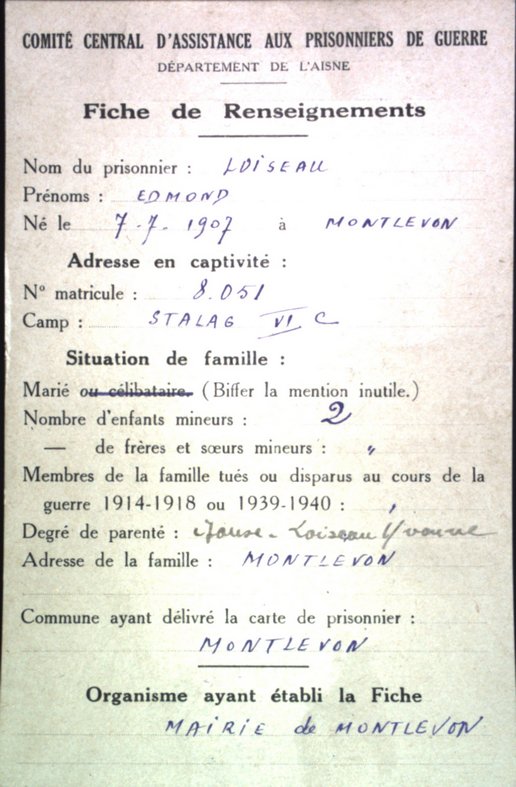 COMITÉ CENTRAL D'ASSISTANCE AUX PRISONNIERS DE GUERRE
DÉPARTEMENT DE L'AISNE
Fiche de Renseignements
Nom du prisonnier : LOISEAU
Prénoms : EDMOND
Né le 7-7-1907 à MONTLEVON
Adresse en captivité :
N° matricule : 8.051
Camp : STALAG VI C
Situation de famille :
Marié ou célibataire. (Biffer la mention inutile.)
Nombre d'enfants mineurs : 2
— de frères et sœurs mineurs : "
Membres de la famille tués ou disparus au cours de la
guerre 1914-1918 ou 1939-1940 : '
Degré de parenté : Loiseau Yvonne
Adresse de la famille : MONTLEVON
Commune ayant délivré la carte de prisonnier :
MONTLEVON
Organisme ayant établi la Fiche
MAIRIE de MONTLEVON